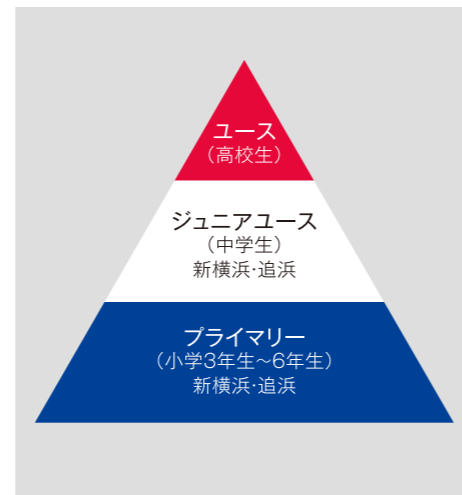 ユース
（高校生）
ジュニアユース
（中学生）
新横浜･追浜
プライマリー
（小学3年生〜6年生）
新横浜･追浜